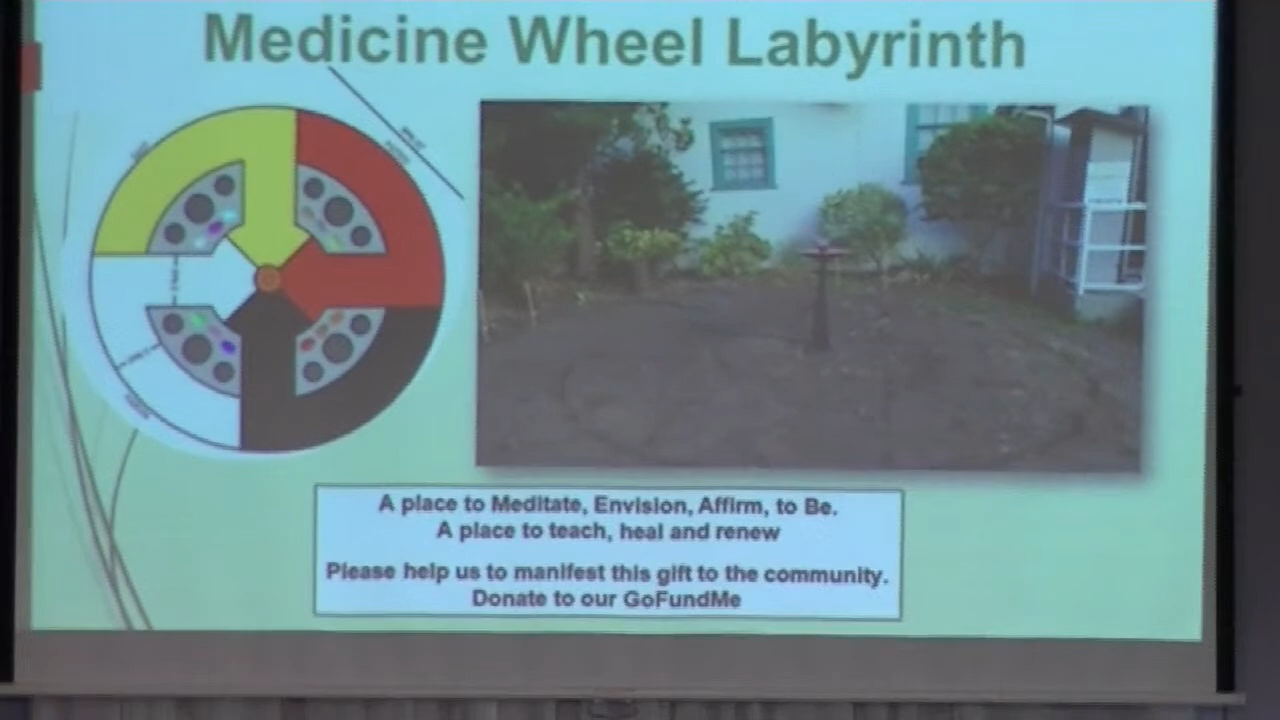 Medicine Wheel Labyrinth
A place to Meditate, Envision, Affirm, to Be.
A place to teach, heal and renew
Please help us to manifest this gift to the community.
Donate to our GoFundMe